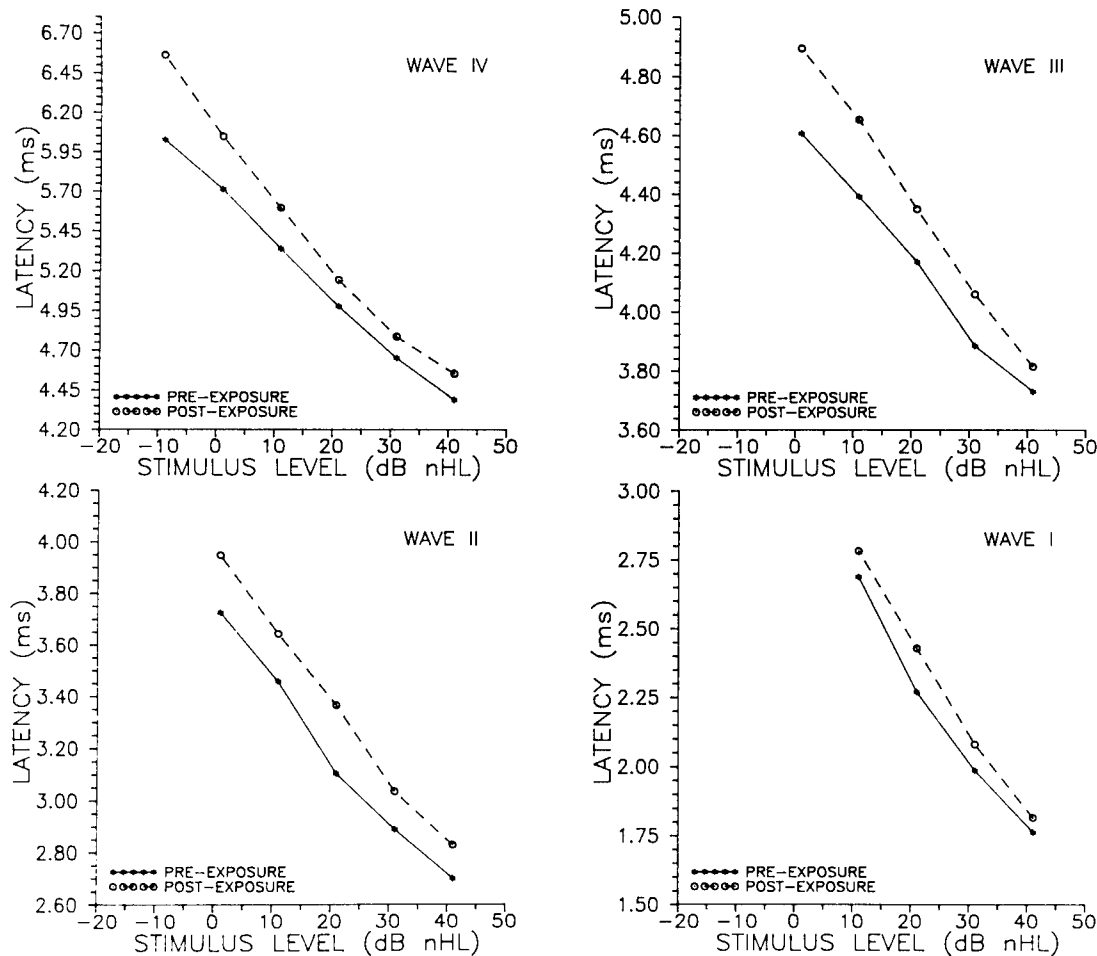 WAVE IV
LATENCY (ms)
6.70
6.45
6.20
5.95
5.70
5.45
5.20
4.95
4.70
4.45
4.20
PRE-EXPOSURE
POST-EXPOSURE
-20 -10 0 10 20 30 40 50
STIMULUS LEVEL (dB nHL)
WAVE III
LATENCY (ms)
5.00
4.80
4.60
4.40
4.20
4.00
3.80
3.60
PRE-EXPOSURE
POST-EXPOSURE
-20 -10 0 10 20 30 40 50
STIMULUS LEVEL (dB nHL)
WAVE II
LATENCY (ms)
4.20
4.00
3.80
3.60
3.40
3.20
3.00
2.80
2.60
PRE-EXPOSURE
POST-EXPOSURE
-20 -10 0 10 20 30 40 50
STIMULUS LEVEL (dB nHL)
WAVE I
LATENCY (ms)
3.00
2.75
2.50
2.25
2.00
1.75
1.50
PRE-EXPOSURE
POST-EXPOSURE
-20 -10 0 10 20 30 40 50
STIMULUS LEVEL (dB nHL)